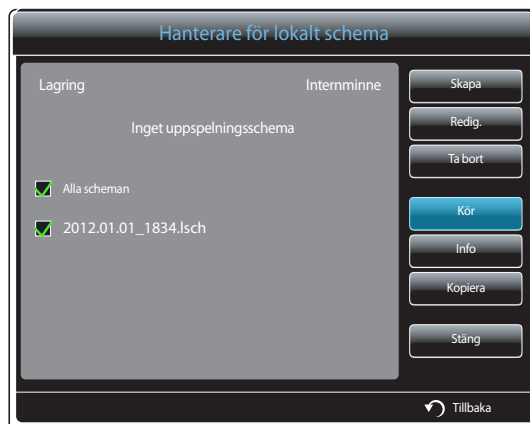 Hanterare för lokalt schema
Lagring Internminne
Inget uppspelningsschema
Alla scheman
2012.01.01_1834.lsch
Skapa
Redig.
Ta bort
Kör
Info
Kopiera
Stäng
Tillbaka